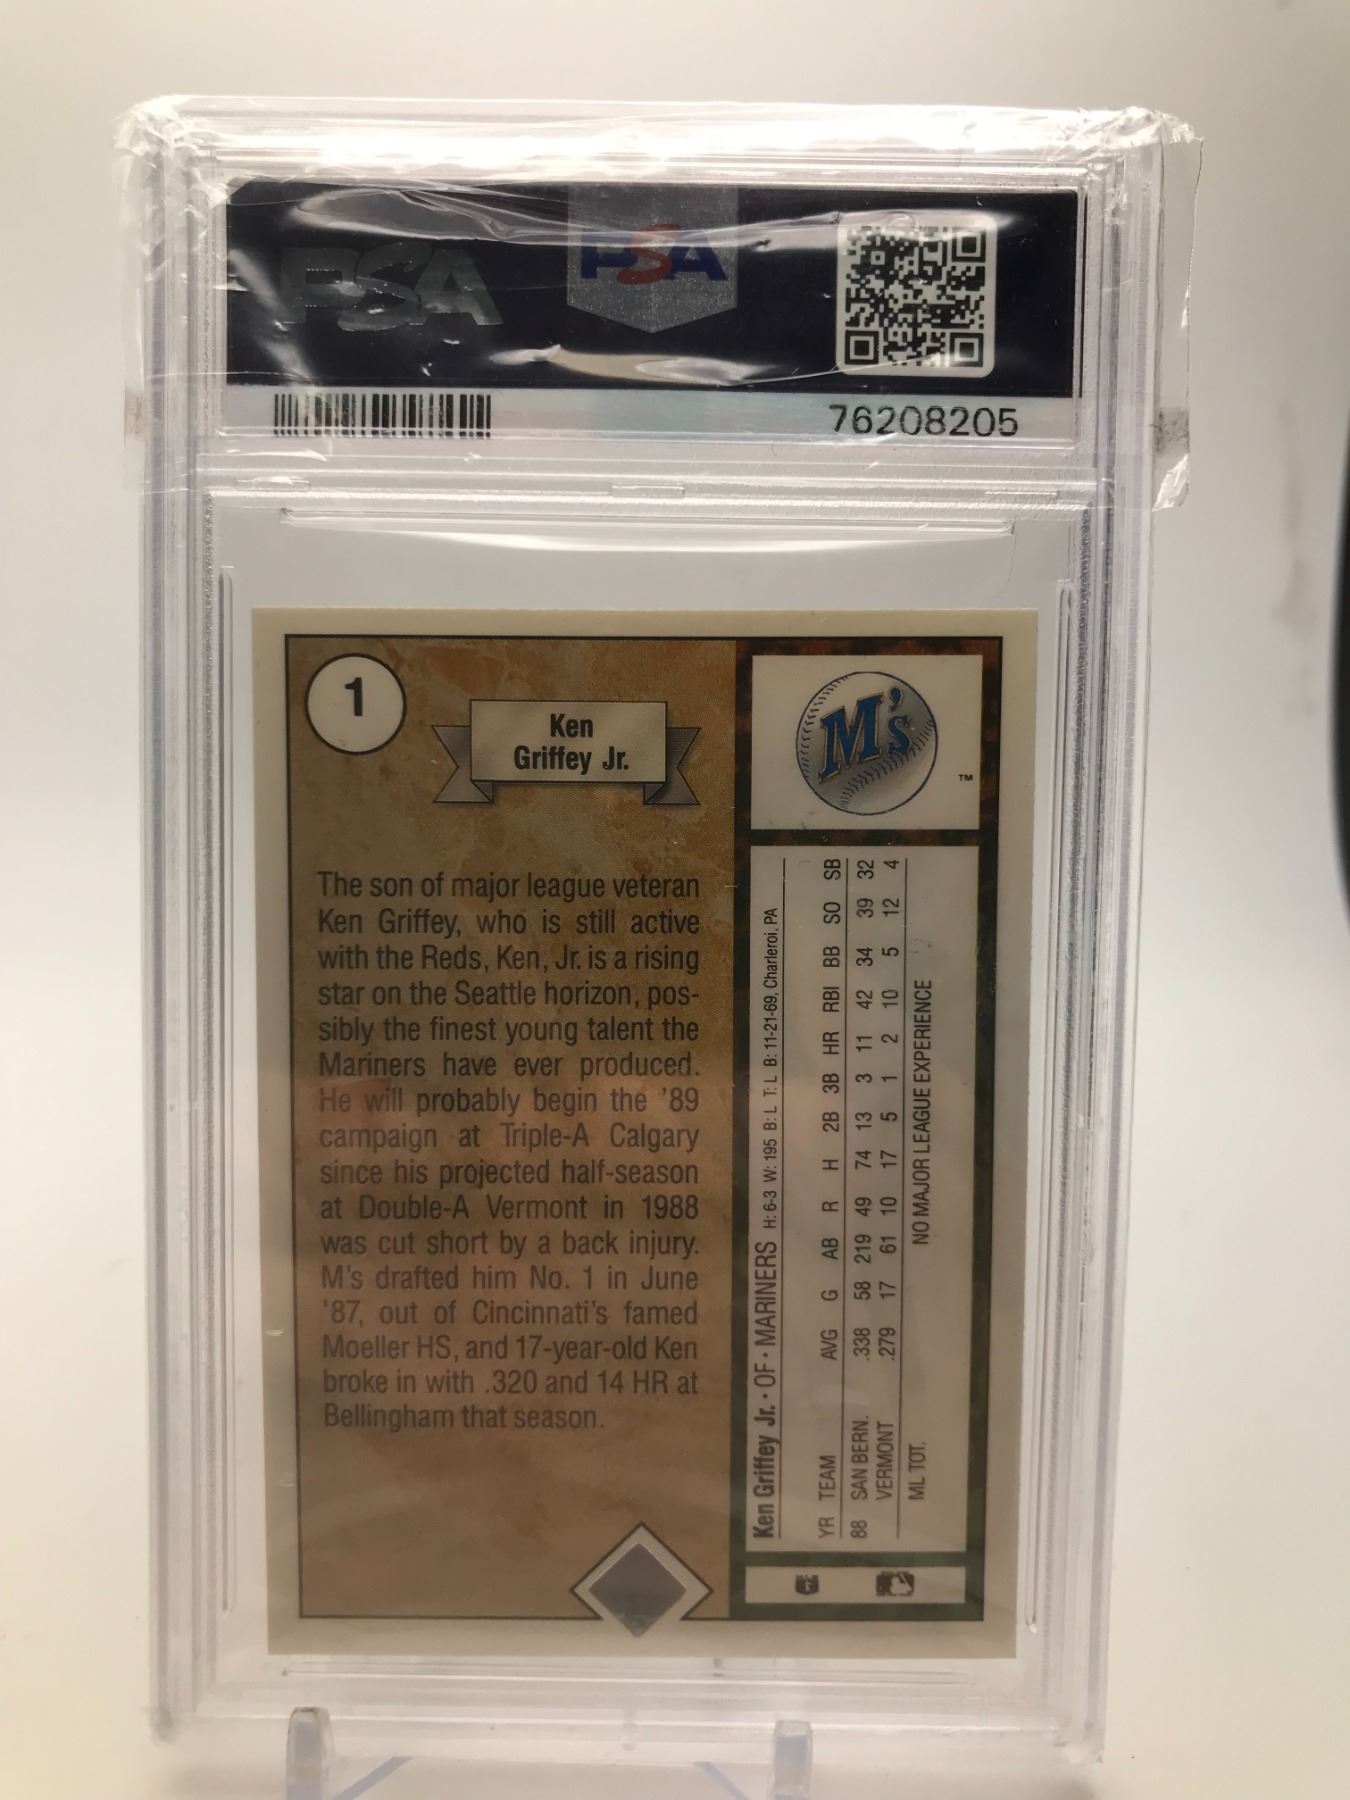 PSA
PSA
76208205
1
Ken
Griffey Jr.
The son of major league veteran
Ken Griffey, who is still active
with the Reds, Ken, Jr. is a rising
star on the Seattle horizon, pos-
sibly the finest young talent the
Mariners have ever produced.
He will probably begin the '89
campaign at Triple-A Calgary
since his projected half-season
at Double-A Vermont in 1988
was cut short by a back injury.
M's drafted him No. 1 in June
'87, out of Cincinnati's famed
Moeller HS, and 17-year-old Ken
broke in with .320 and 14 HR at
Bellingham that season.
M's
TM
Ken Griffey Jr. • OF • MARINERS H: 6-3 W: 195 B: L T: L B: 11-21-69, Charleroi, PA
YR TEAM AVG G AB R H 2B 3B HR RBI BB SO SB
88 SAN BERN. .338 58 219 49 74 13 3 11 42 34 39 32
VERMONT .279 17 61 10 17 5 1 2 10 5 12 4
ML TOT. NO MAJOR LEAGUE EXPERIENCE